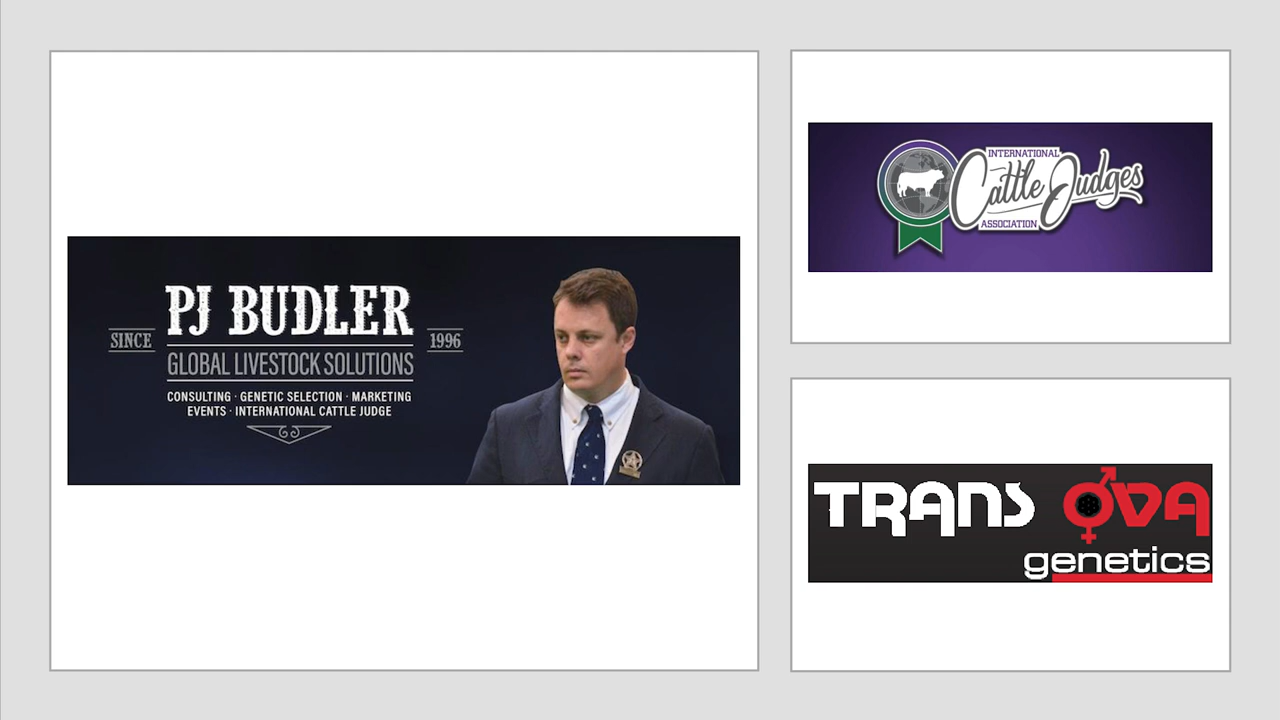 PJ BUDLER
SINCE
1996
GLOBAL LIVESTOCK SOLUTIONS
CONSULTING · GENETIC SELECTION · MARKETING
EVENTS · INTERNATIONAL CATTLE JUDGE
INTERNATIONAL
Cattle Judges
ASSOCIATION
TRANS OVA
genetics